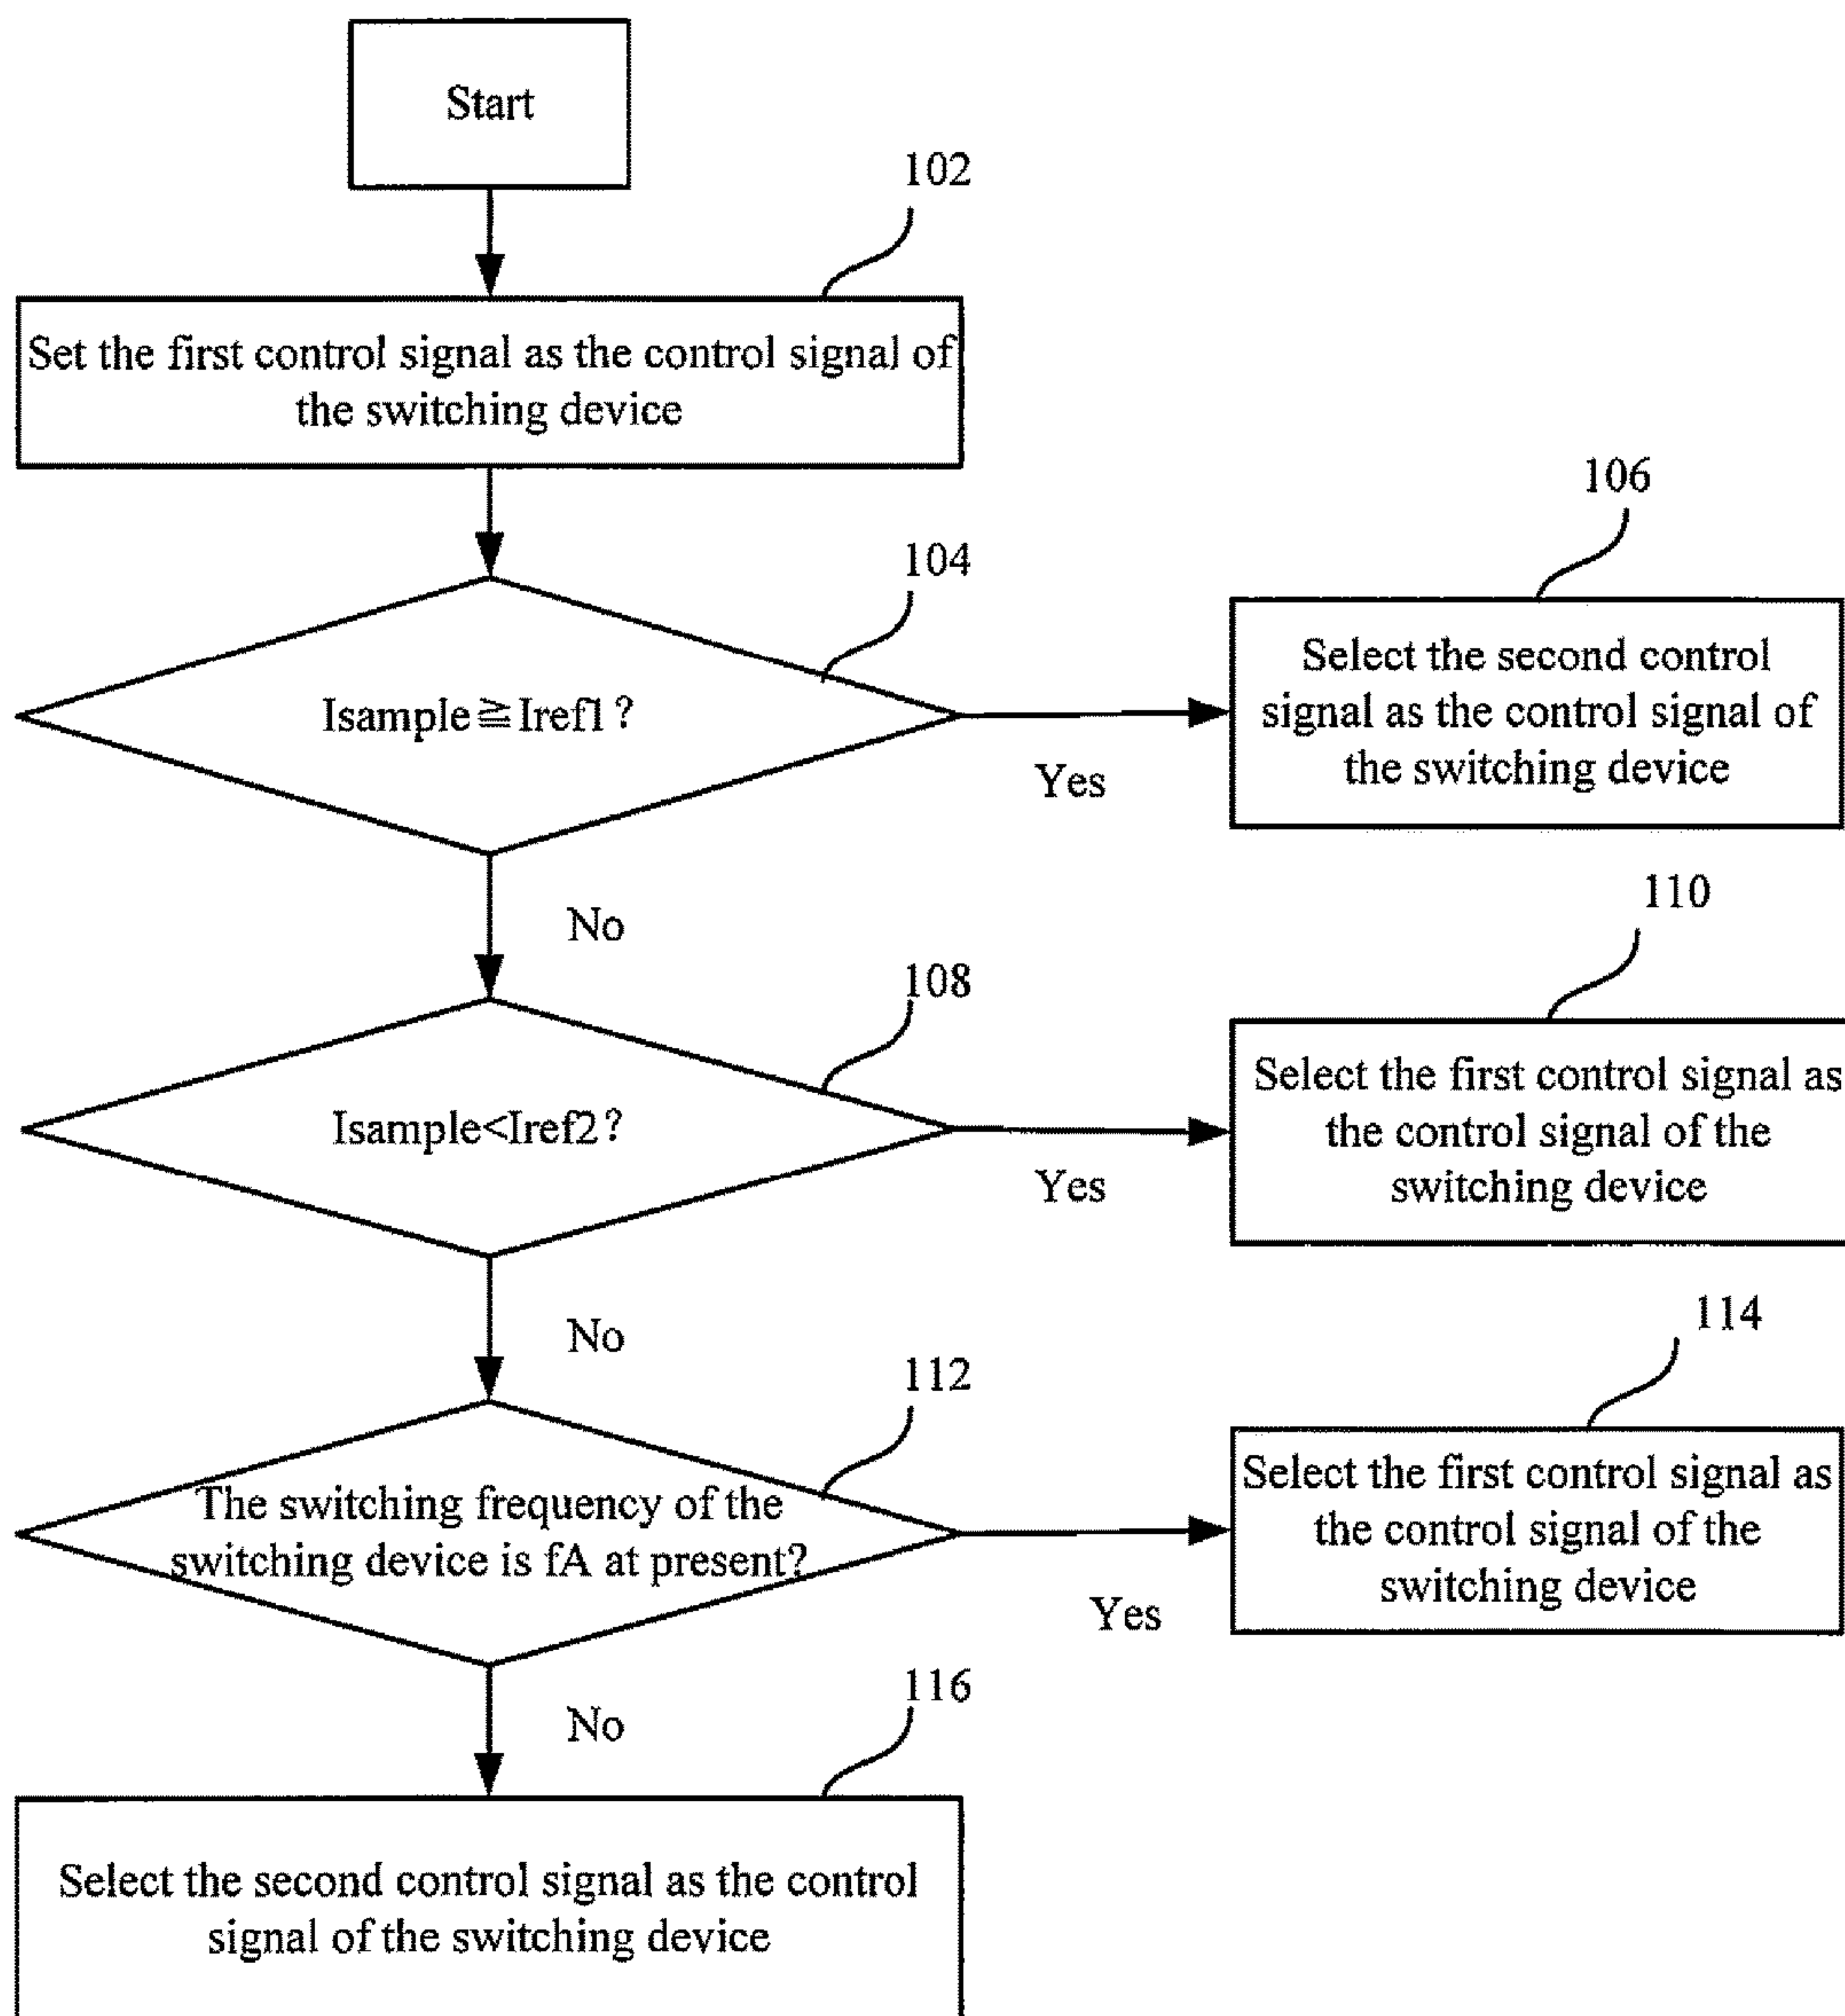 Start
102
Set the first control signal as the control signal of
the switching device
104
Isample≧Iref1?
Yes
No
106
Select the second control
signal as the control signal of
the switching device
108
Isample<Iref2?
Yes
No
110
Select the first control signal as
the control signal of the
switching device
112
The switching frequency of the
switching device is fA at present?
Yes
No
114
Select the first control signal as
the control signal of the
switching device
116
Select the second control signal as the control
signal of the switching device